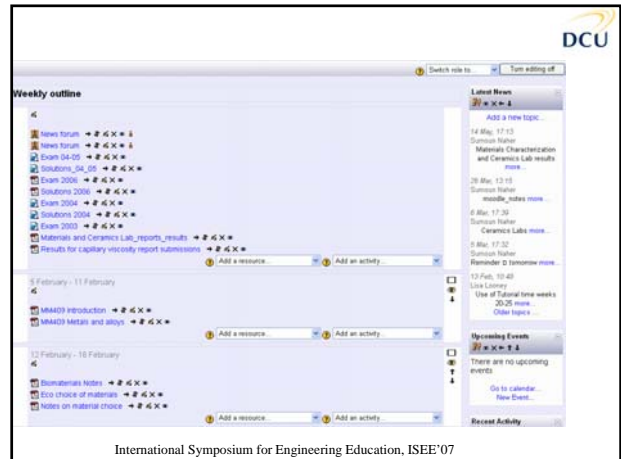 DCU
Switch role to...
Turn editing off
Weekly outline
News forum
News forum
Exam 04-05
Solutions_04_05
Exam 2006
Solutions 2006
Exam 2004
Solutions 2004
Exam 2003
Materials and Ceramics Lab_reports_results
Results for capillary viscosity report submissions
Add a resource... Add an activity...
5 February - 11 February
MM409 Introduction
MM409 Metals and alloys
Add a resource... Add an activity...
12 February - 18 February
Biomaterials Notes
Eco choice of materials
Notes on material choice
Add a resource... Add an activity...
Latest News
Add a new topic...
14 May, 17:13
Sumsun Naher
Materials Characterization
and Ceramics Lab results
more...
28 Mar, 13:15
Sumsun Naher
moodle_notes more...
6 Mar, 17:39
Sumsun Naher
Ceramics Labs more...
5 Mar, 17:32
Sumsun Naher
Reminder tomorrow more...
13 Feb, 10:48
Lisa Looney
Use of Tutorial time weeks
20-25 more...
Older topics ...
Upcoming Events
There are no upcoming
events
Go to calendar...
New Event...
Recent Activity
International Symposium for Engineering Education, ISEE'07